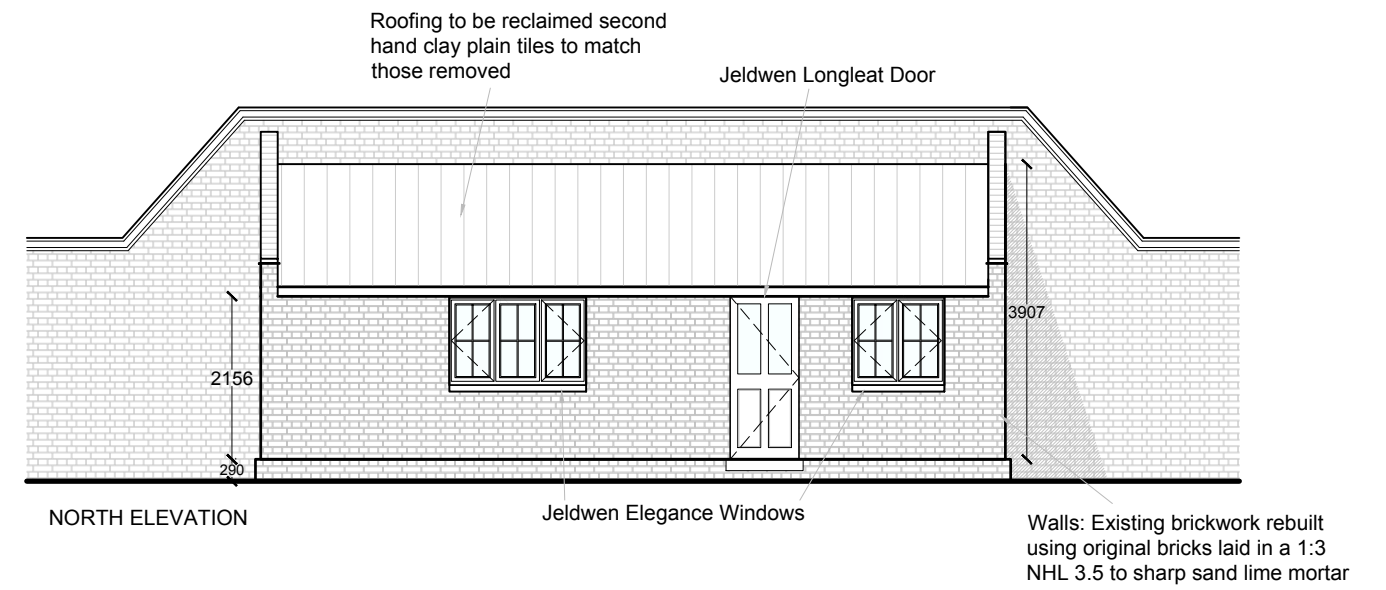 Roofing to be reclaimed second
hand clay plain tiles to match
those removed
Jeldwen Longleat Door
3907
2156
290
NORTH ELEVATION
Jeldwen Elegance Windows
Walls: Existing brickwork rebuilt
using original bricks laid in a 1:3
NHL 3.5 to sharp sand lime mortar